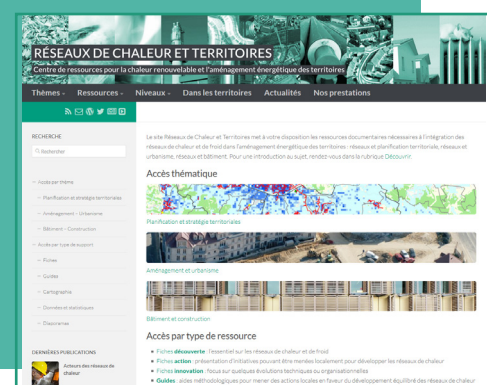 RÉSEAUX DE CHALEUR ET TERRITOIRES
Centre de ressources pour la chaleur renouvelable et l'aménagement énergétique des territoires
Thèmes Ressources Niveaux Dans les territoires Actualités Nos prestations
RECHERCHE
Rechercher
— Accès par thème
— Planification et stratégie territoriales
— Aménagement – Urbanisme
— Bâtiment – Construction
— Accès par type de support
— Fiches
— Guides
— Cartographie
— Données et statistiques
— Diaporamas
DERNIÈRES PUBLICATIONS
Acteurs des réseaux de
chaleur
Le site Réseaux de Chaleur et Territoires met à votre disposition les ressources documentaires nécessaires à l'intégration des
réseaux de chaleur et de froid dans l'aménagement énergétique des territoires : réseaux et planification territoriale, réseaux et
urbanisme, réseaux et bâtiment. Pour une introduction au sujet, rendez-vous dans la rubrique Découvrir
Accès thématique
Planification et stratégie territoriales
Aménagement et urbanisme
Bâtiment et construction
Accès par type de ressource
Fiches découverte : l'essentiel sur les réseaux de chaleur et de froid
Fiches action : présentation d'initiatives pouvant être menées localement pour développer les réseaux de chaleur
Fiches innovation : focus sur quelques évolutions techniques ou organisationnelles
Guides : aides méthodologiques pour mener des actions locales en faveur du développement équilibré des réseaux de chaleur